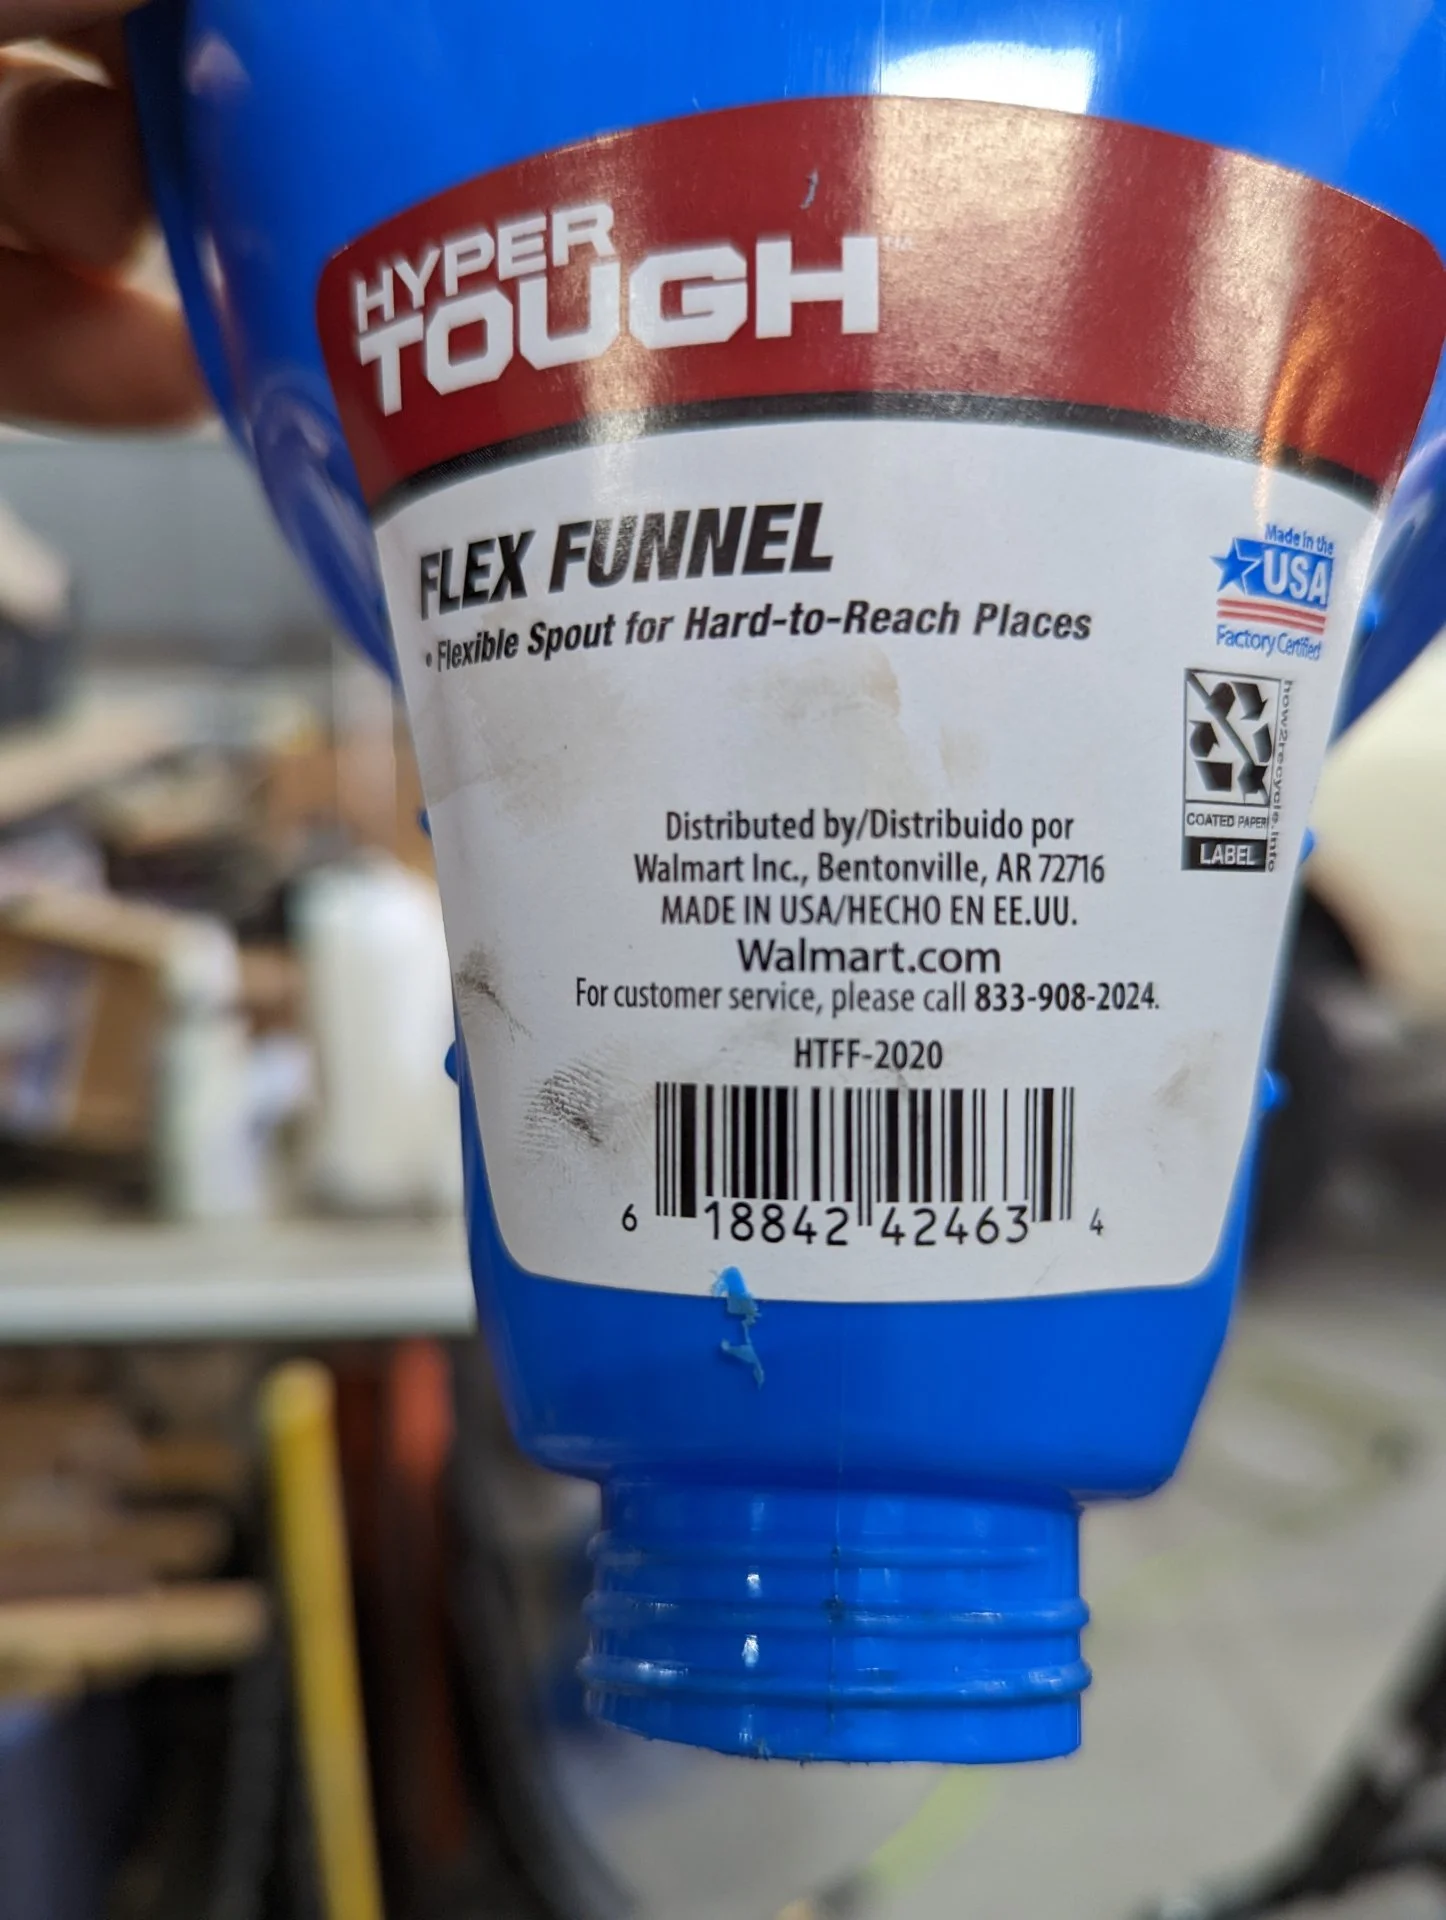 HYPER
TOUGH™
FLEX FUNNEL
• Flexible Spout for Hard-to-Reach Places
Made in the
USA
Factory Certified
how2recycle.info
COATED PAPER
LABEL
Distributed by/Distribuido por
Walmart Inc., Bentonville, AR 72716
MADE IN USA/HECHO EN EE.UU.
Walmart.com
For customer service, please call 833-908-2024.
HTFF-2020
6 18842 42463 4